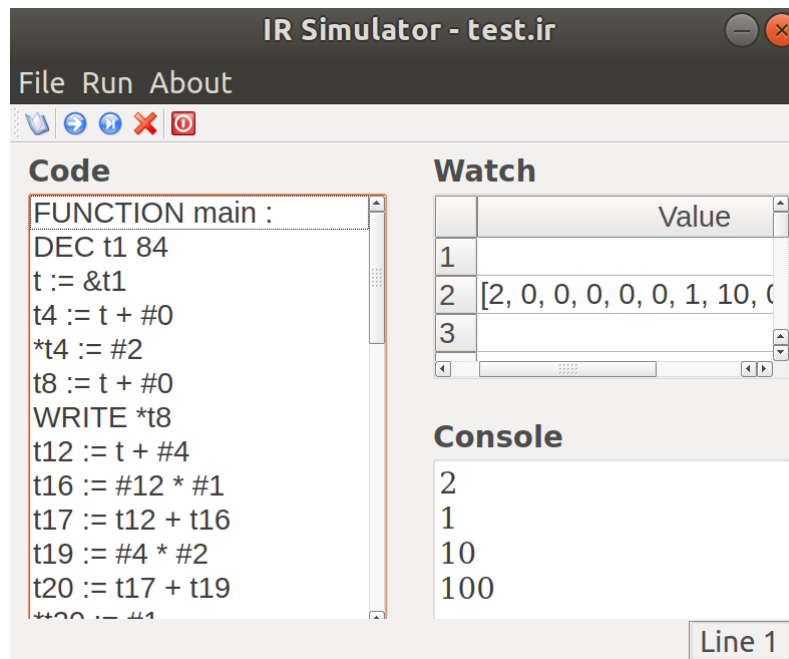 IR Simulator - test.ir
File Run About
Code
FUNCTION main :
DEC t1 84
t := &t1
t4 := t + #0
*t4 := #2
t8 := t + #0
WRITE *t8
t12 := t + #4
t16 := #12 * #1
t17 := t12 + t16
t19 := #4 * #2
t20 := t17 + t19
Watch
Value
1
2 [2, 0, 0, 0, 0, 0, 1, 10, 0
3
Console
2
1
10
100
Line 1